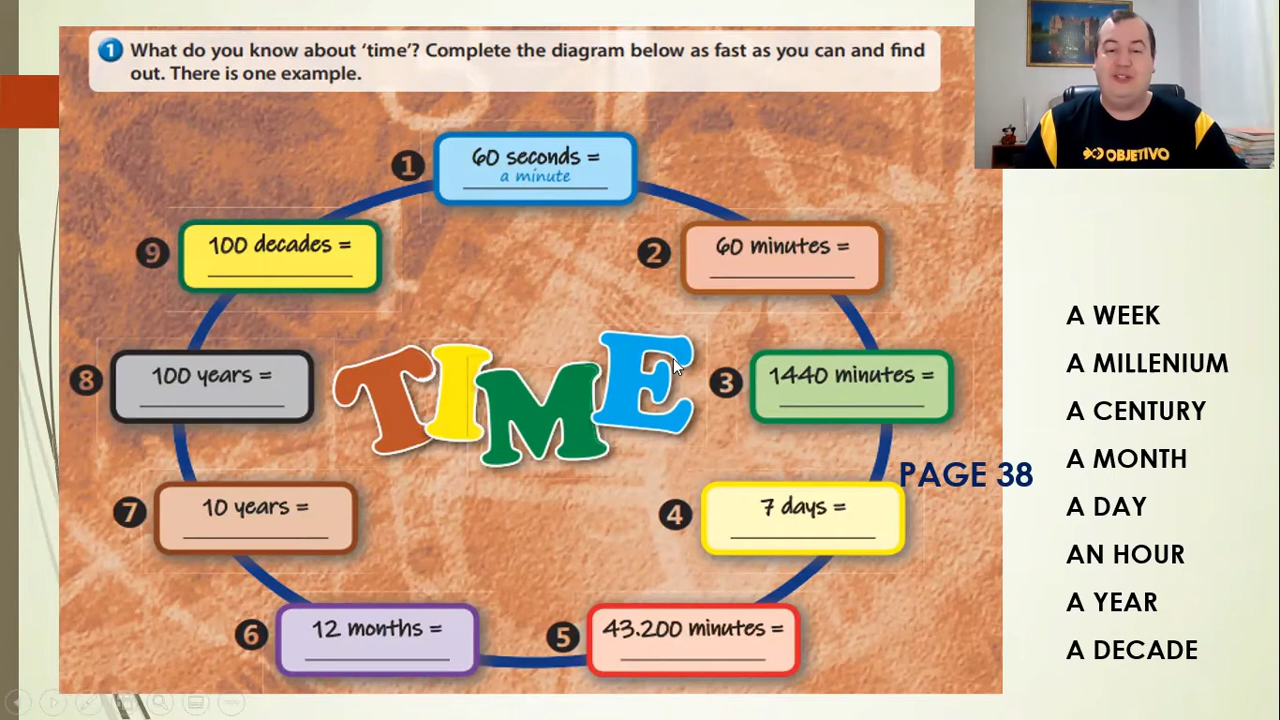 1 What do you know about ‘time’? Complete the diagram below as fast as you can and find
out. There is one example.
1 60 seconds =
a minute
2 60 minutes =
3 1440 minutes =
4 7 days =
5 43.200 minutes =
6 12 months =
7 10 years =
8 100 years =
9 100 decades =
TIME
PAGE 38
A WEEK
A MILLENIUM
A CENTURY
A MONTH
A DAY
AN HOUR
A YEAR
A DECADE
OBJETIVO